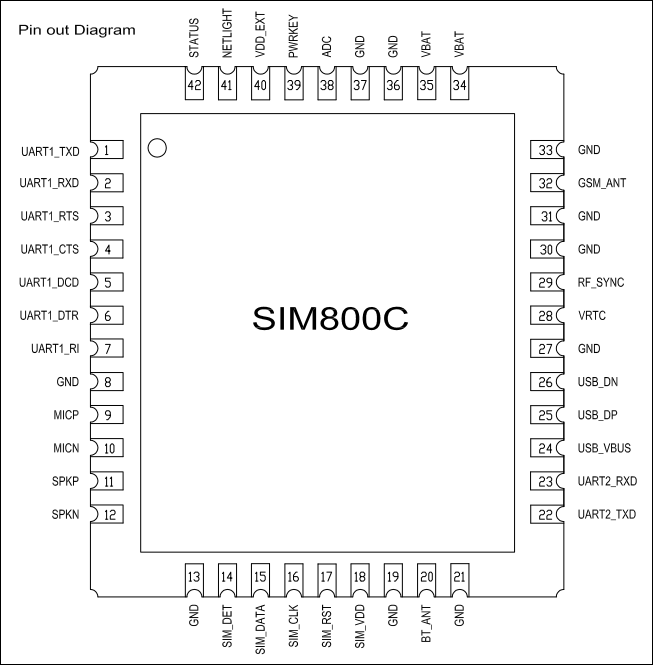 Pin out Diagram
STATUS
NETLIGHT
VDD_EXT
PWRKEY
ADC
GND
GND
VBAT
VBAT
42 41 40 39 38 37 36 35 34
UART1_TXD 1
UART1_RXD 2
UART1_RTS 3
UART1_CTS 4
UART1_DCD 5
UART1_DTR 6
UART1_RI 7
GND 8
MICP 9
MICN 10
SPKP 11
SPKN 12
SIM800C
33 GND
32 GSM_ANT
31 GND
30 GND
29 RF_SYNC
28 VRTC
27 GND
26 USB_DN
25 USB_DP
24 USB_VBUS
23 UART2_RXD
22 UART2_TXD
13 14 15 16 17 18 19 20 21
GND
SIM_DET
SIM_DATA
SIM_CLK
SIM_RST
SIM_VDD
GND
BT_ANT
GND